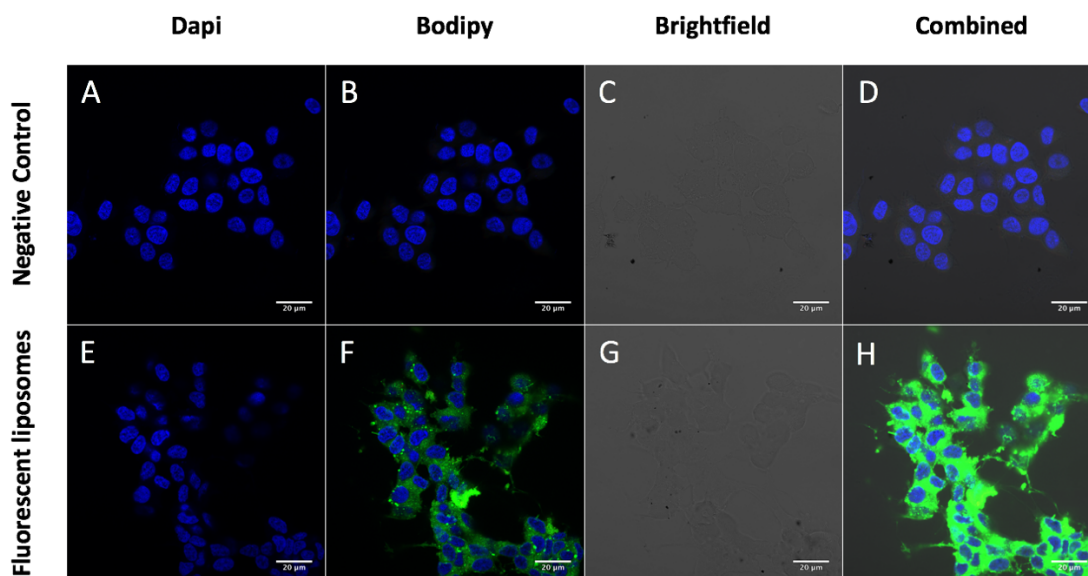 Dapi
Bodipy
Brightfield
Combined
Negative Control
A
B
C
D
20 μm
20 μm
20 μm
20 μm
Fluorescent liposomes
E
F
G
H
20 μm
20 μm
20 μm
20 μm